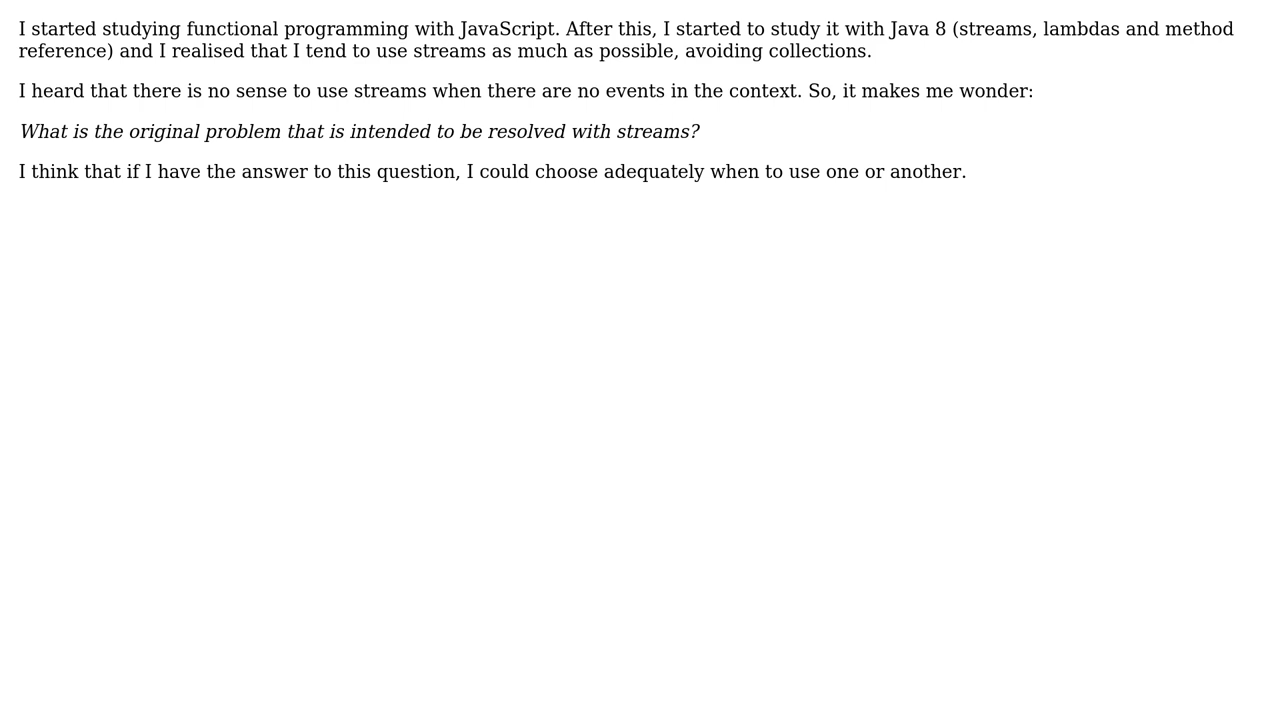 I started studying functional programming with JavaScript. After this, I started to study it with Java 8 (streams, lambdas and method
reference) and I realised that I tend to use streams as much as possible, avoiding collections.
I heard that there is no sense to use streams when there are no events in the context. So, it makes me wonder:
What is the original problem that is intended to be resolved with streams?
I think that if I have the answer to this question, I could choose adequately when to use one or another.